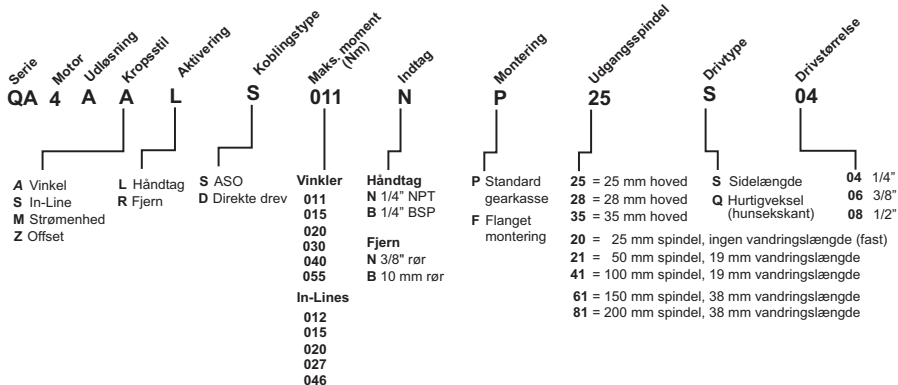 Serie
Motor
Udløsning
Kropsstil
Aktivering
Koblingstype
Maks. moment
(Nm)
Indtag
Montering
Udgangsspindel
Drivtype
Drivstørrelse
QA 4 A A L S 011 N P 25 S 04
A Vinkel
S In-Line
M Strømenhed
Z Offset
L Håndtag
R Fjern
S ASO
D Direkte drev
Vinkler
011
015
020
030
040
055
In-Lines
012
015
020
027
046
Håndtag
N 1/4” NPT
B 1/4” BSP
Fjern
N 3/8" rør
B 10 mm rør
P Standard
gearkasse
F Flanget
montering
25 = 25 mm hoved
28 = 28 mm hoved
35 = 35 mm hoved
20 = 25 mm spindel, ingen vandringslængde (fast)
21 = 50 mm spindel, 19 mm vandringslængde
41 = 100 mm spindel, 19 mm vandringslængde
61 = 150 mm spindel, 38 mm vandringslængde
81 = 200 mm spindel, 38 mm vandringslængde
S Sidelængde
Q Hurtigveksel
(hunsekskant)
04 1/4”
06 3/8”
08 1/2”